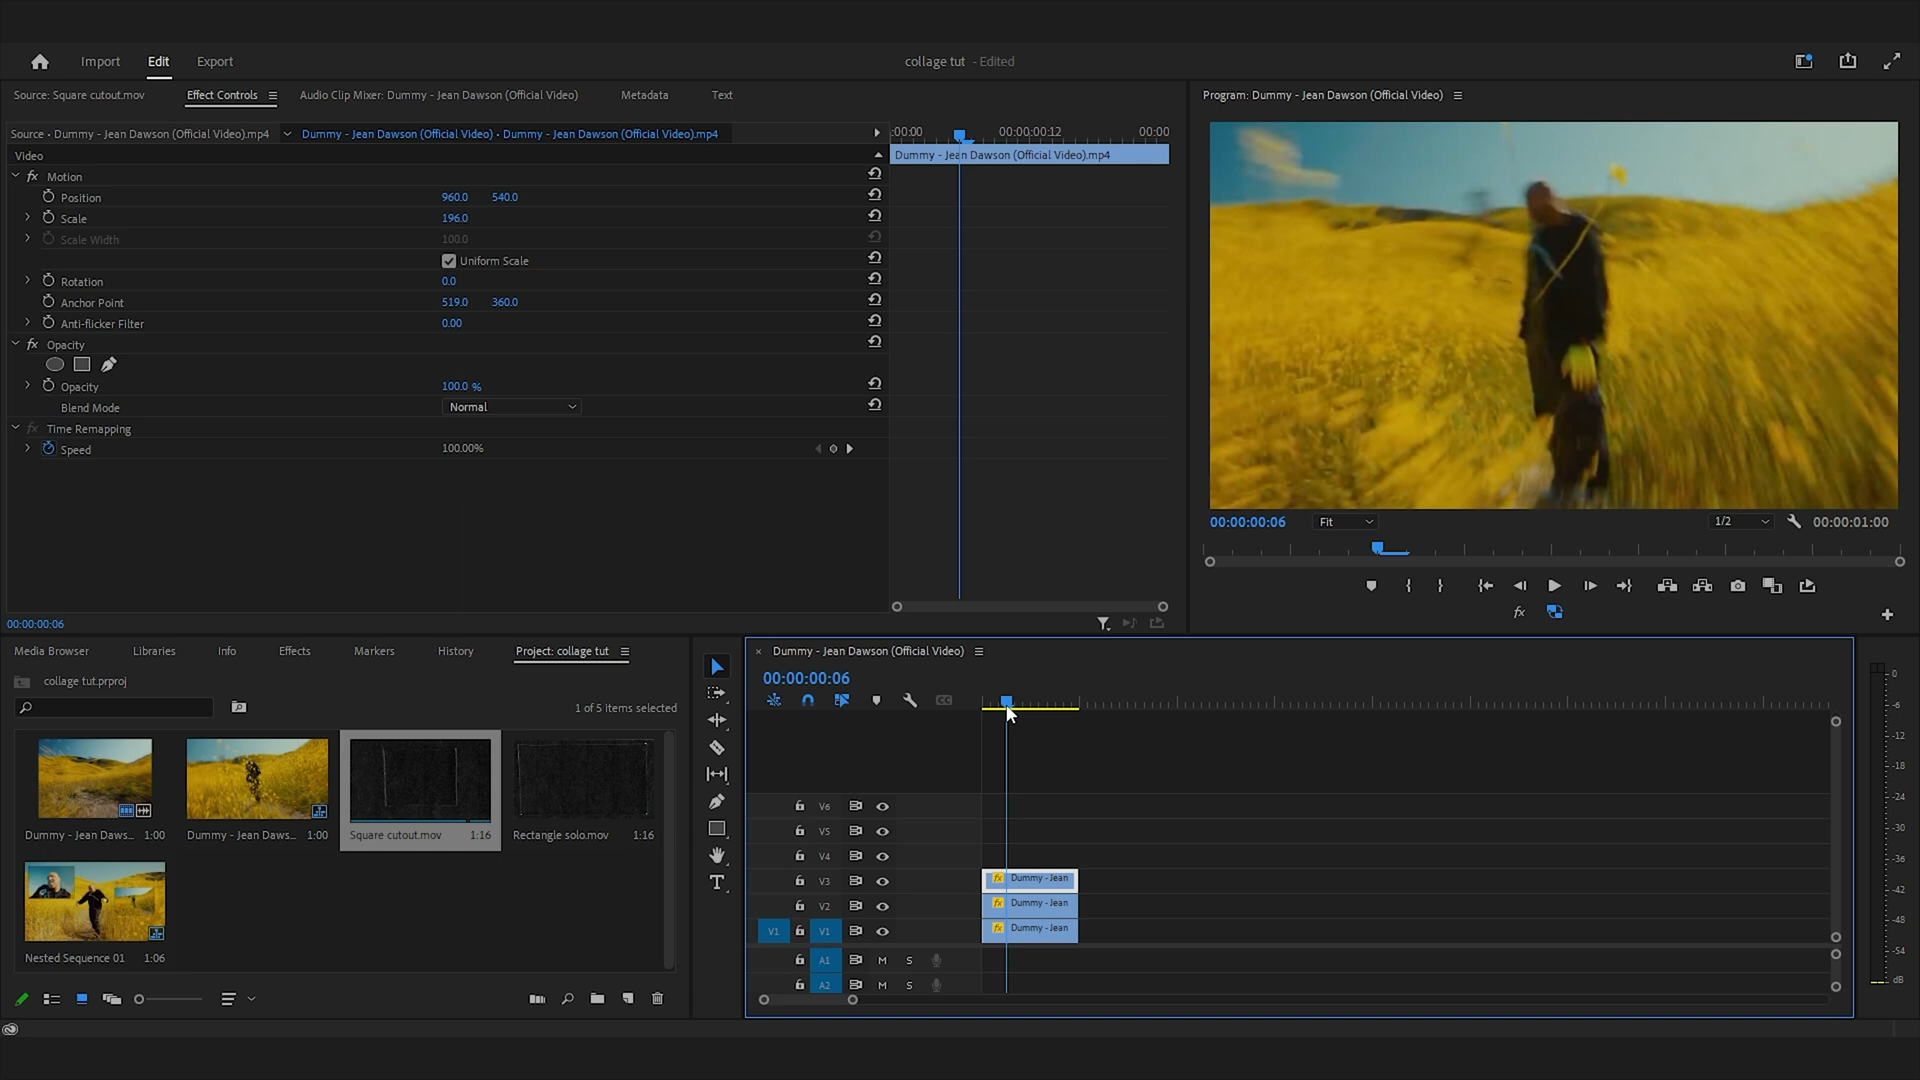 Import Edit Export
collage tut - Edited
Source: Square cutout.mov Effect Controls Audio Clip Mixer: Dummy - Jean Dawson (Official Video) Metadata Text
Source • Dummy - Jean Dawson (Official Video).mp4 Dummy - Jean Dawson (Official Video) • Dummy - Jean Dawson (Official Video).mp4
:00:00 00:00:00:12 00:00
Video
Dummy - Jean Dawson (Official Video).mp4
fx Motion
Position 960.0 540.0
Scale 196.0
Scale Width 100.0
Uniform Scale
Rotation 0.0
Anchor Point 519.0 360.0
Anti-flicker Filter 0.00
fx Opacity
Opacity 100.0 %
Blend Mode Normal
fx Time Remapping
Speed 100.00%
00:00:00:06
Program: Dummy - Jean Dawson (Official Video)
00:00:00:06 Fit 1/2 00:00:01:00
fx
Media Browser Libraries Info Effects Markers History Project: collage tut
collage tut.prproj
1 of 5 items selected
Dummy - Jean Daws... 1:00
Dummy - Jean Daws... 1:00
Square cutout.mov 1:16
Rectangle solo.mov 1:16
Nested Sequence 01 1:06
T
× Dummy - Jean Dawson (Official Video)
00:00:00:06
CC
V6
V5
V4
V3 fx Dummy - Jean
V2 fx Dummy - Jean
V1 V1 fx Dummy - Jean
A1 M S
A2 M S
0
-6
-12
-18
-24
-30
-36
-42
-48
-54
dB